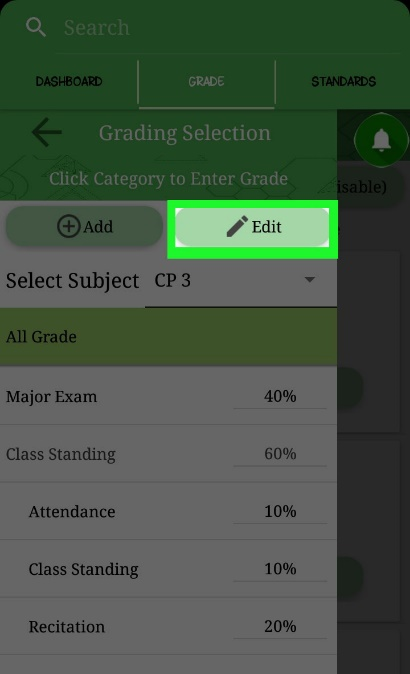 Search
DASHBOARD GRADE STANDARDS
Grading Selection
Click Category to Enter Grade
isable)
Add Edit
Select Subject CP 3
All Grade
Major Exam 40%
Class Standing 60%
Attendance 10%
Class Standing 10%
Recitation 20%